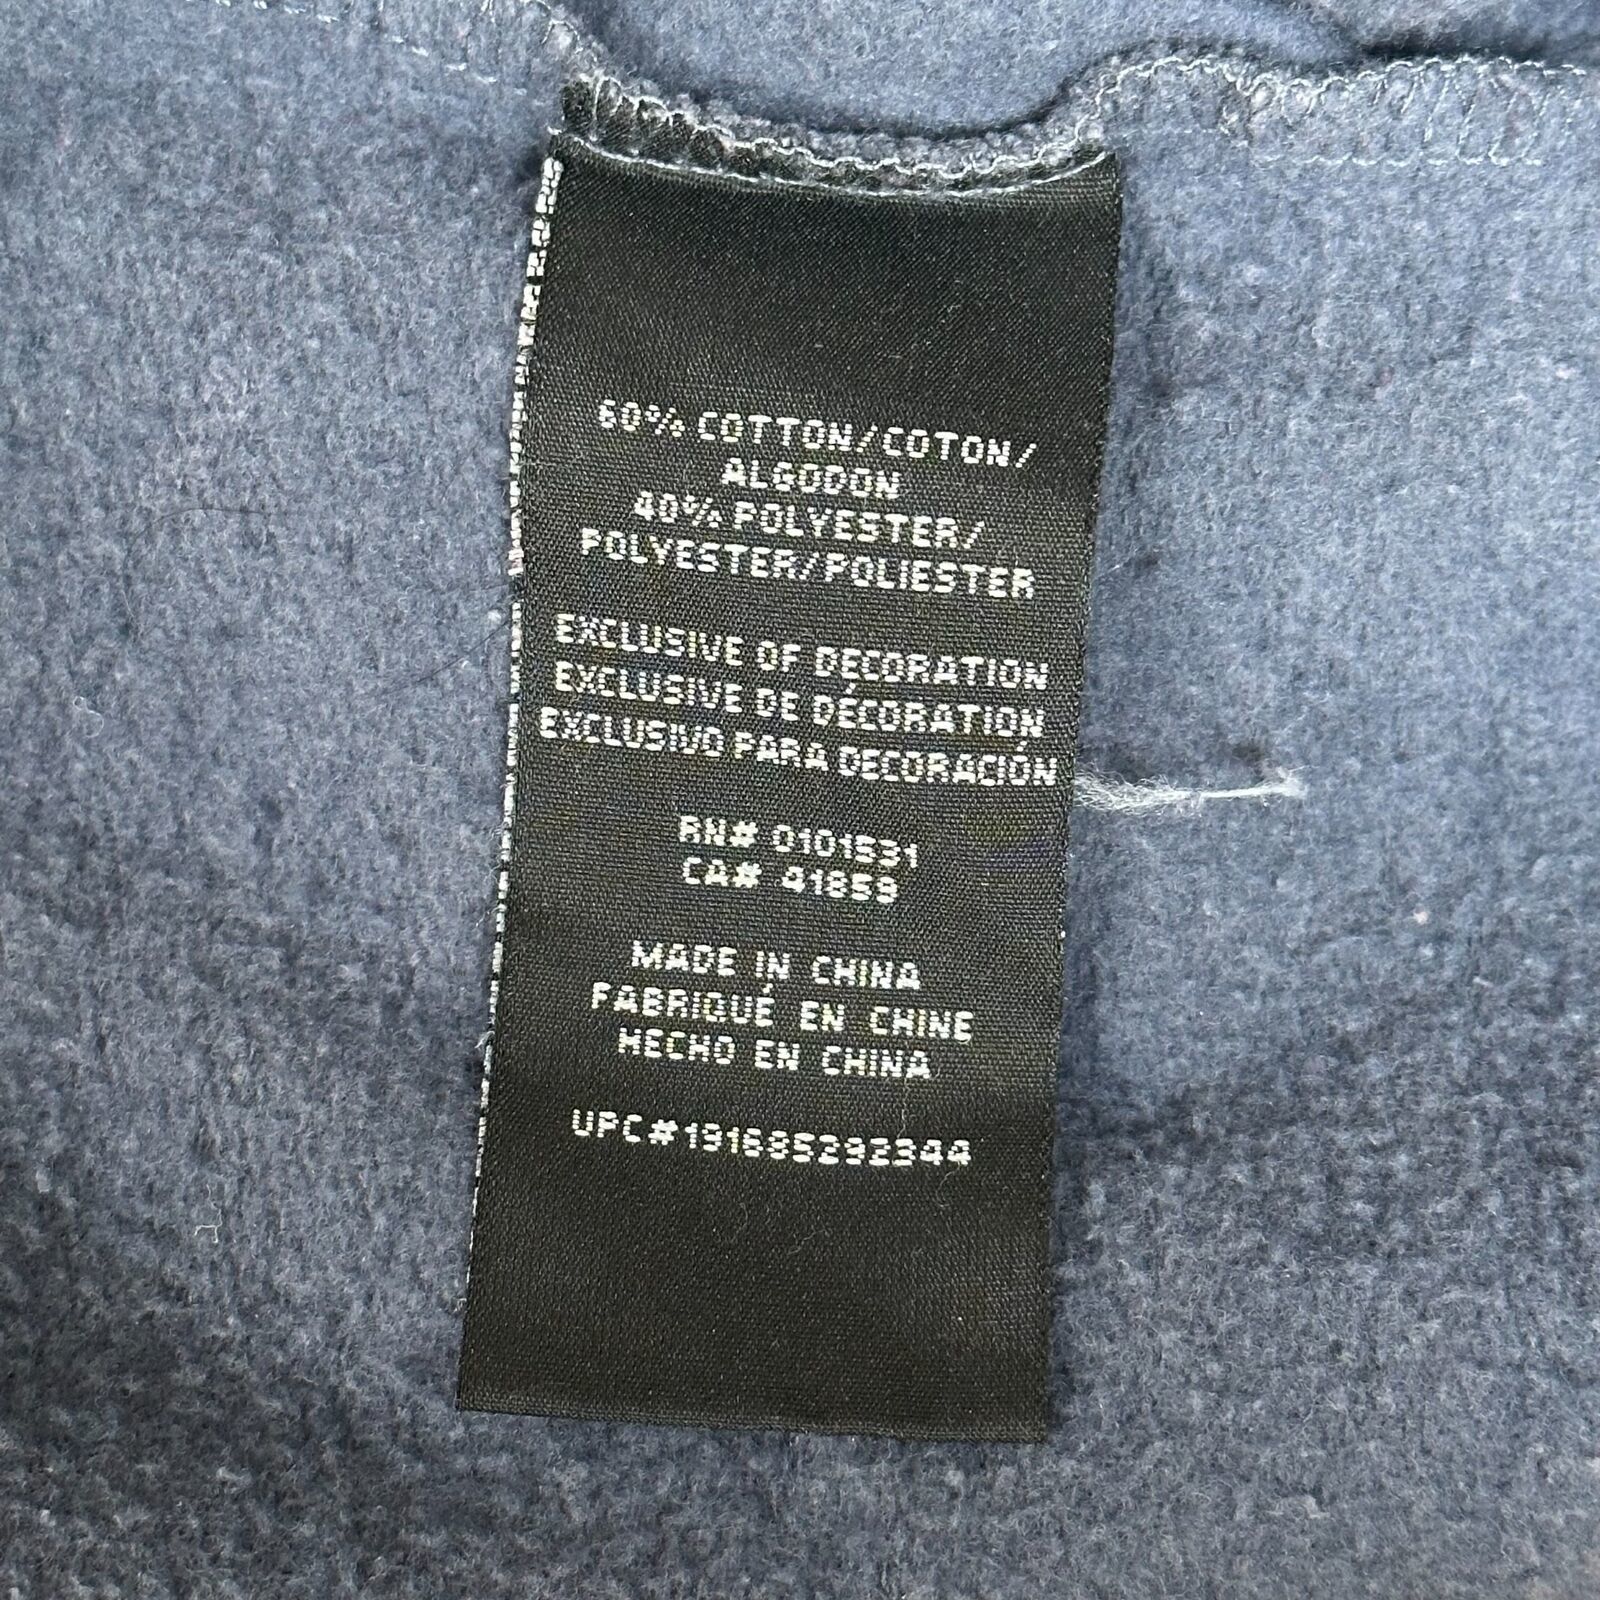 60% COTTON/COTON/
ALGODON
40% POLYESTER/
POLYESTER/POLIESTER
EXCLUSIVE OF DECORATION
EXCLUSIVE DE DÉCORATION
EXCLUSIVO PARA DECORACIÓN
RN# 0101531
CA# 41859
MADE IN CHINA
FABRIQUÉ EN CHINE
HECHO EN CHINA
UPC#191685292344